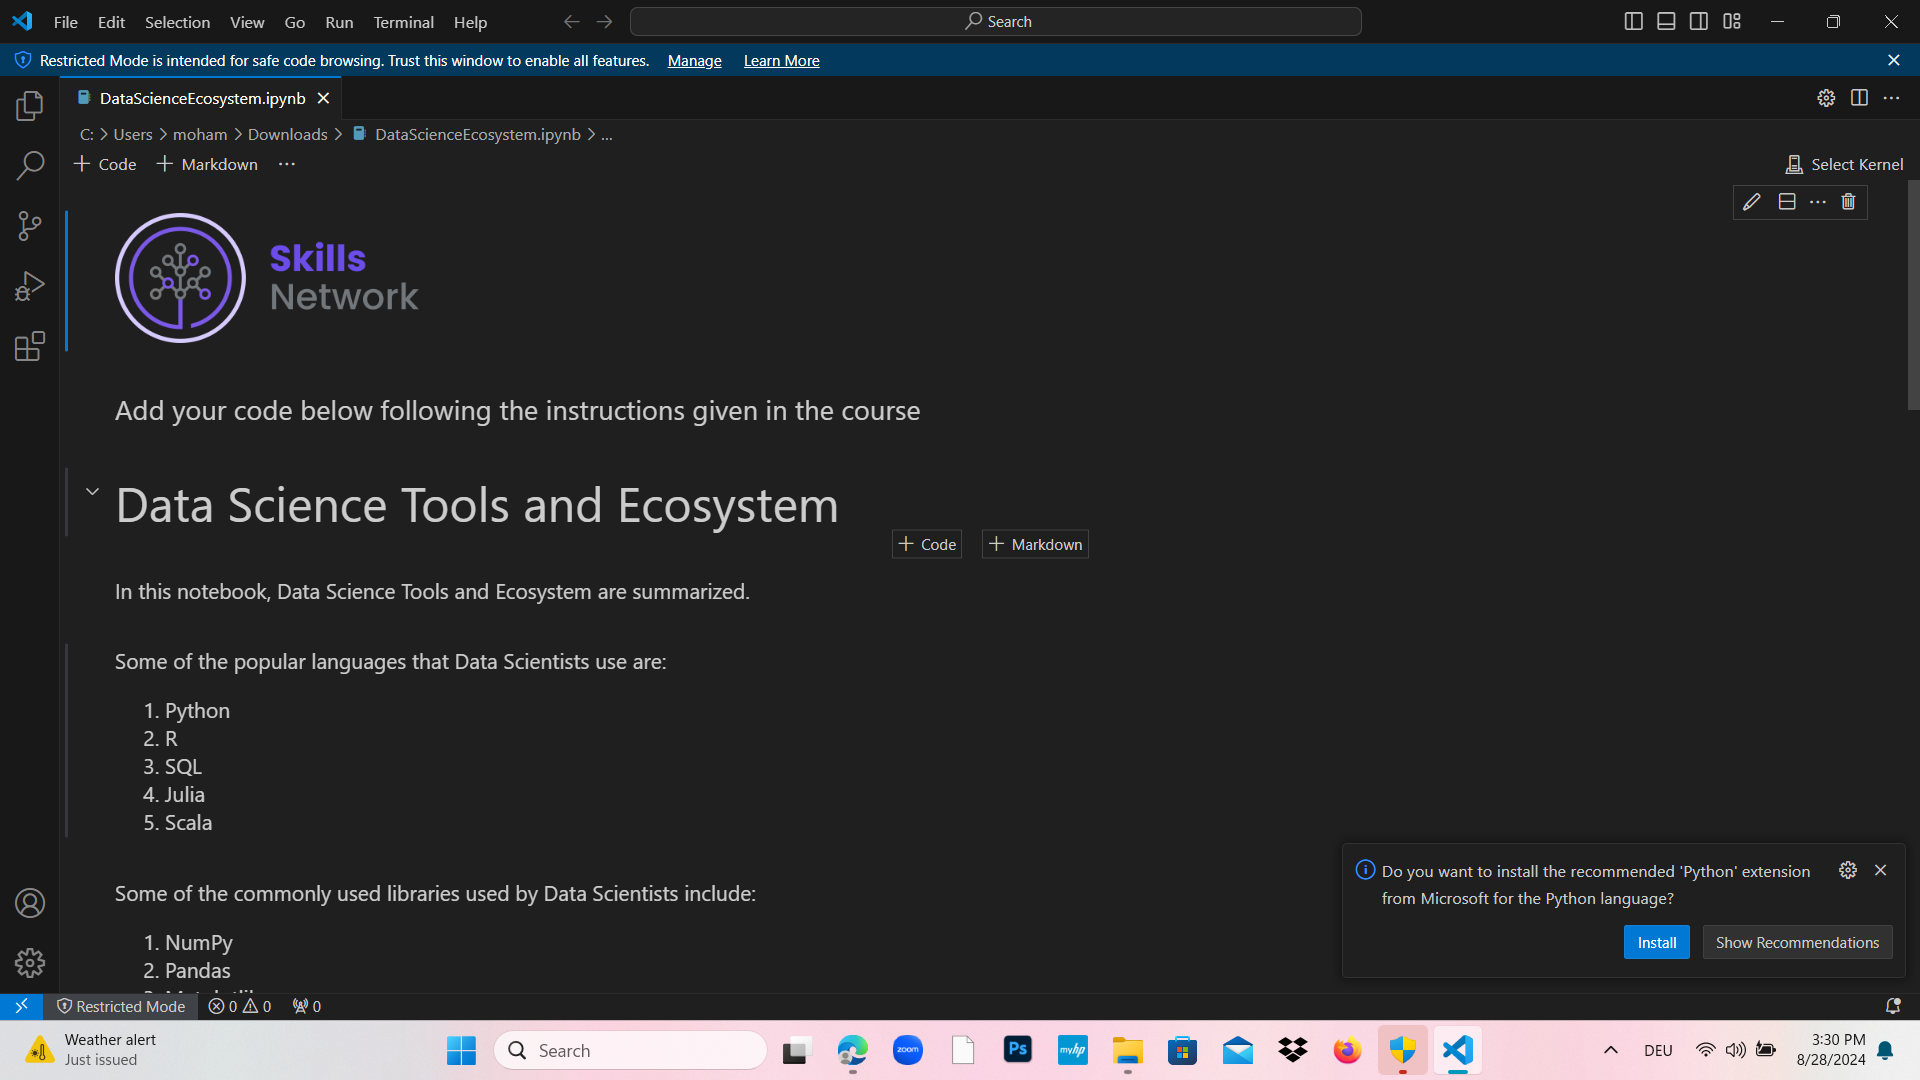 File Edit Selection View Go Run Terminal Help
Search
Restricted Mode is intended for safe code browsing. Trust this window to enable all features. Manage Learn More
DataScienceEcosystem.ipynb
C: > Users > moham > Downloads > DataScienceEcosystem.ipynb > ...
+ Code + Markdown ...
Select Kernel
Skills
Network
Add your code below following the instructions given in the course
Data Science Tools and Ecosystem
+ Code + Markdown
In this notebook, Data Science Tools and Ecosystem are summarized.
Some of the popular languages that Data Scientists use are:
1. Python
2. R
3. SQL
4. Julia
5. Scala
Some of the commonly used libraries used by Data Scientists include:
1. NumPy
2. Pandas
Do you want to install the recommended 'Python' extension
from Microsoft for the Python language?
Install Show Recommendations
Restricted Mode 0 0 0
Weather alert
Just issued
Search
zoom
Ps
myhp
DEU
3:30 PM
8/28/2024